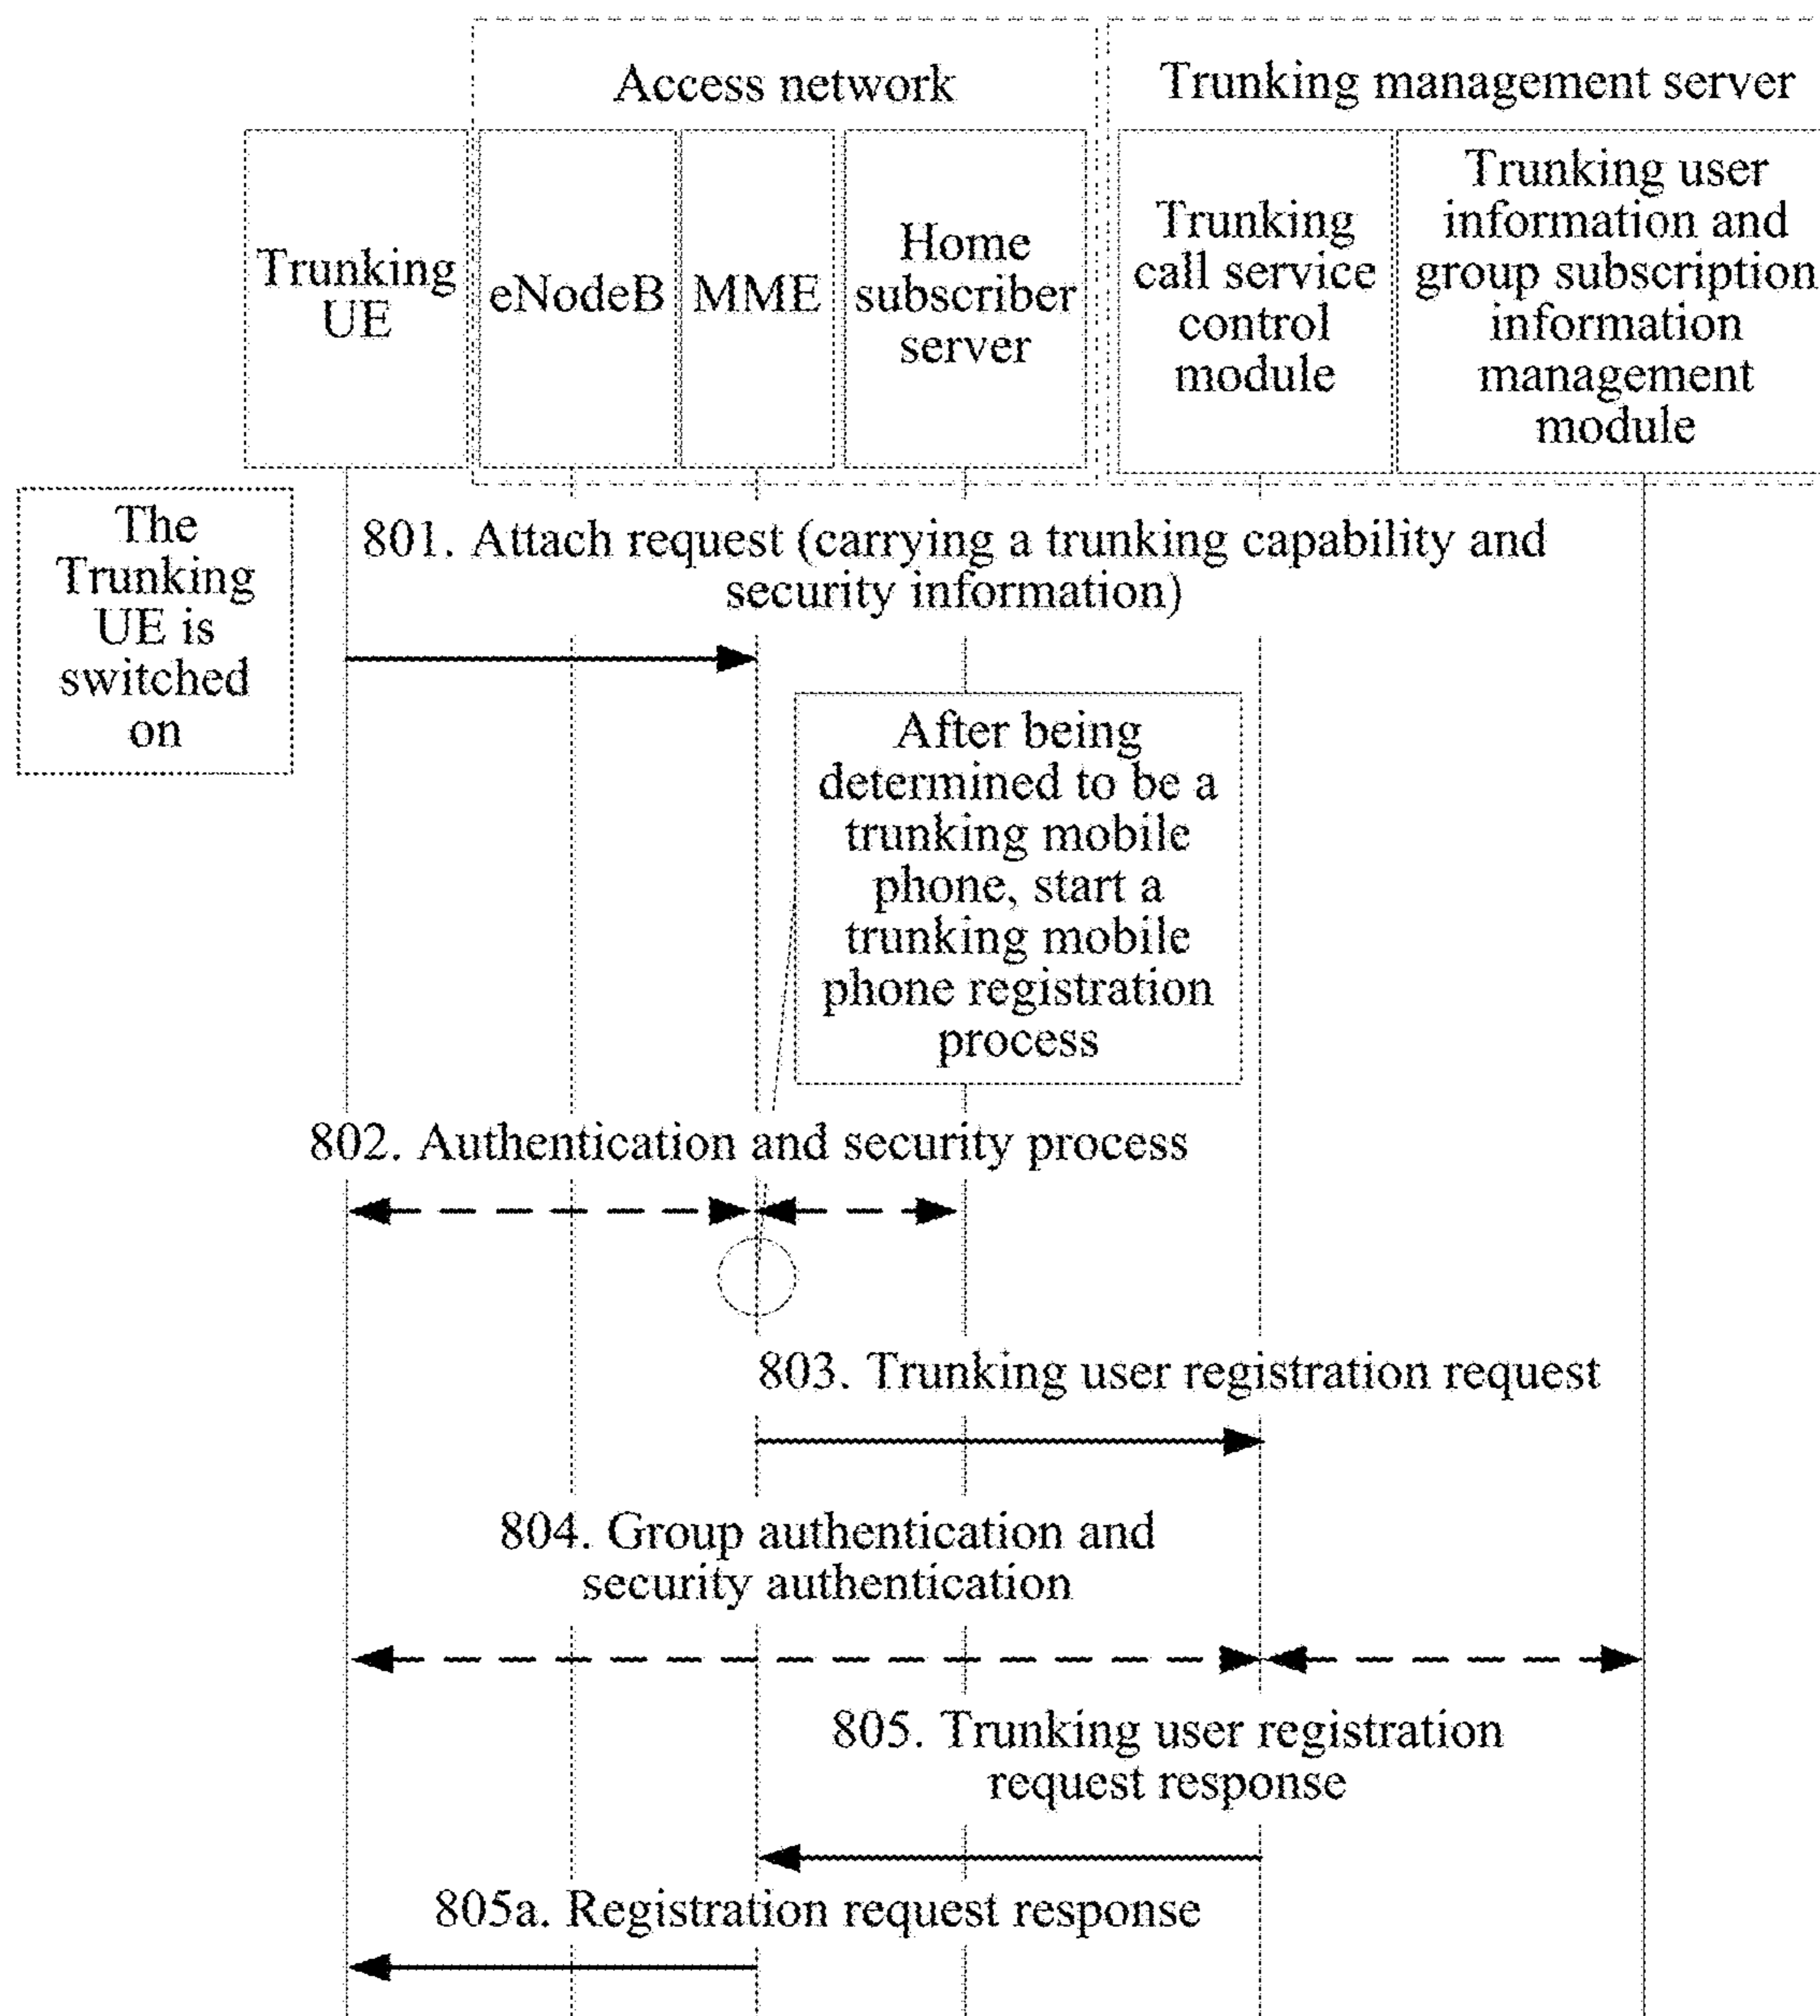 Access network
Trunking management server
Trunking
UE
eNodeB
MME
Home
subscriber
server
Trunking
call service
control
module
Trunking user
information and
group subscription
information
management
module
The
Trunking
UE is
switched
on
801. Attach request (carrying a trunking capability and
security information)
After being
determined to be a
trunking mobile
phone, start a
trunking mobile
phone registration
process
802. Authentication and security process
803. Trunking user registration request
804. Group authentication and
security authentication
805. Trunking user registration
request response
805a. Registration request response